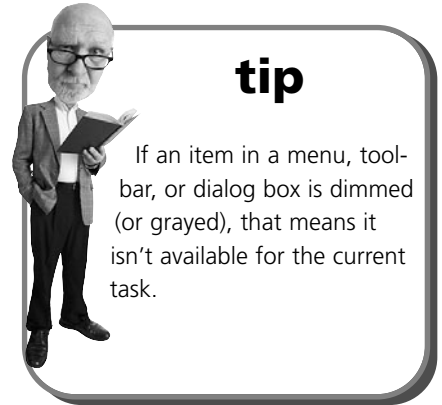 tip
If an item in a menu, tool-
bar, or dialog box is dimmed
(or grayed), that means it
isn’t available for the current
task.